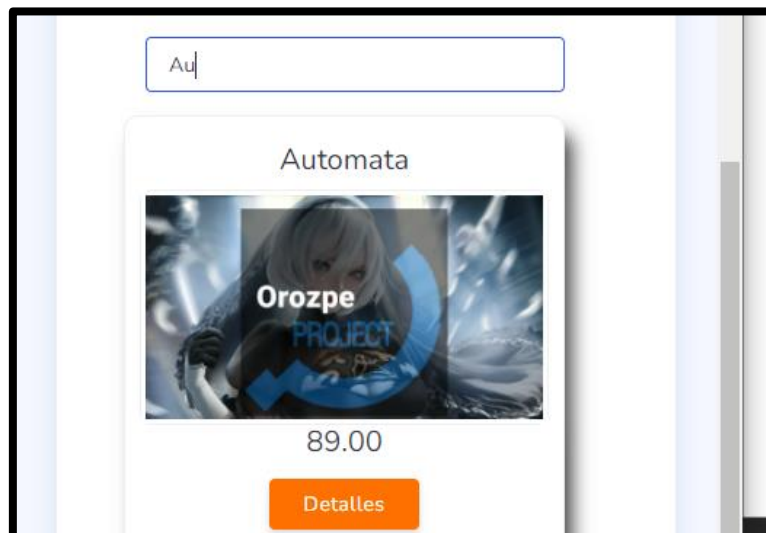 Au
Automata
Orozpe
PROJECT
89.00
Detalles